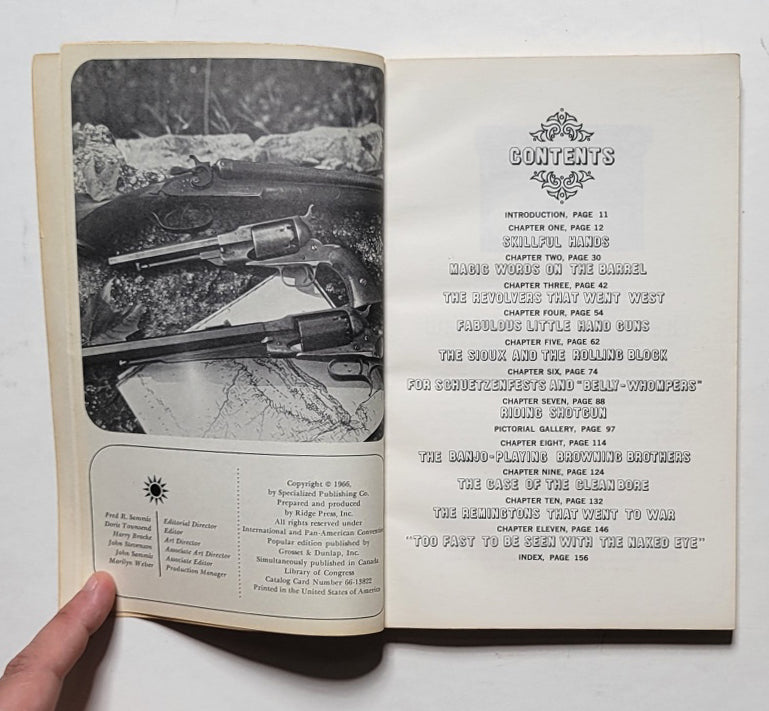 Fred R. Sammis
Doris Townsend
Harry Brocke
John Stevenson
John Sammis
Marilyn Weber
Editorial Director
Editor
Art Director
Associate Art Director
Associate Editor
Production Manager
Copyright © 1966,
by Specialized Publishing Co.
Prepared and produced
by Ridge Press, Inc.
All rights reserved under
International and Pan-American Convention
Popular edition published by
Grosset & Dunlap, Inc.
Simultaneously published in Canada
Library of Congress
Catalog Card Number 66-13822
Printed in the United States of America
CONTENTS
INTRODUCTION, PAGE 11
CHAPTER ONE, PAGE 12
SKILLFUL HANDS
CHAPTER TWO, PAGE 30
MAGIC WORDS ON THE BARREL
CHAPTER THREE, PAGE 42
THE REVOLVERS THAT WENT WEST
CHAPTER FOUR, PAGE 54
FABULOUS LITTLE HAND GUNS
CHAPTER FIVE, PAGE 62
THE SIOUX AND THE ROLLING BLOCK
CHAPTER SIX, PAGE 74
FOR SCHUETZENFESTS AND "BELLY-WHOMPERS"
CHAPTER SEVEN, PAGE 88
RIDING SHOTGUN
PICTORIAL GALLERY, PAGE 97
CHAPTER EIGHT, PAGE 114
THE BANJO-PLAYING BROWNING BROTHERS
CHAPTER NINE, PAGE 124
THE CASE OF THE CLEAN BORE
CHAPTER TEN, PAGE 132
THE REMINGTONS THAT WENT TO WAR
CHAPTER ELEVEN, PAGE 146
"TOO FAST TO BE SEEN WITH THE NAKED EYE"
INDEX, PAGE 156